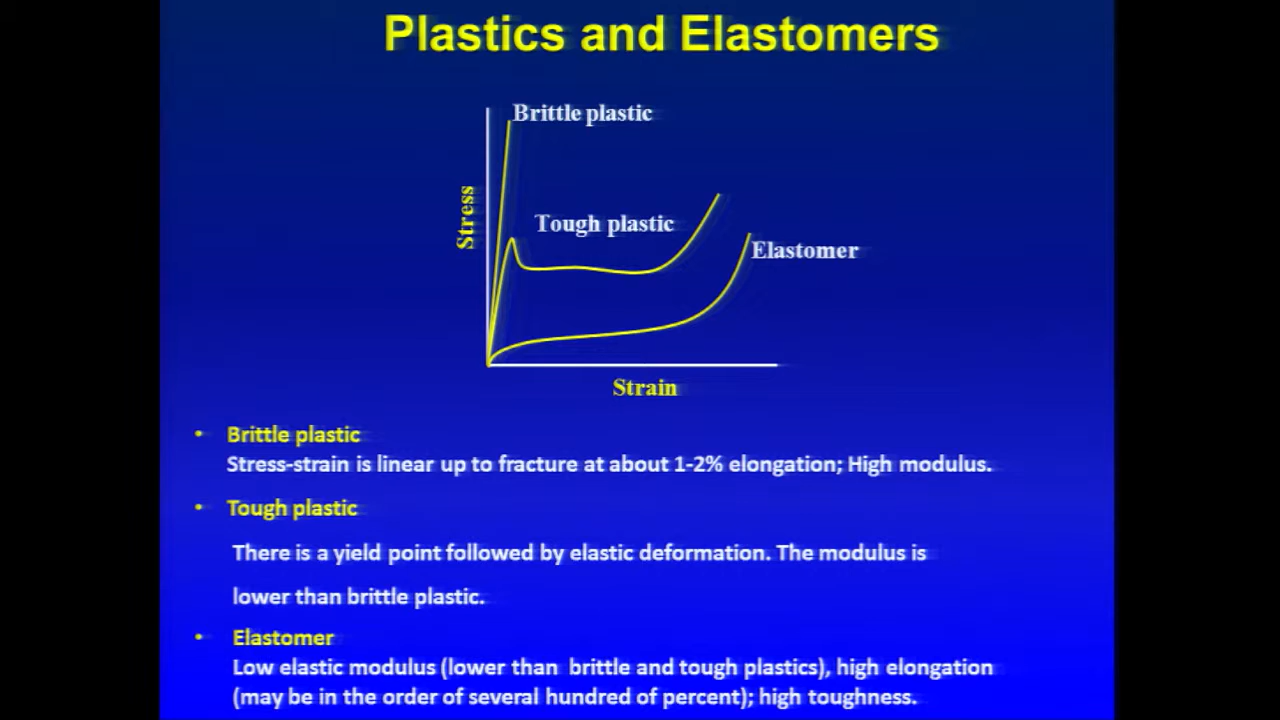 Plastics and Elastomers
Brittle plastic
Stress
Tough plastic
Elastomer
Strain
• Brittle plastic
Stress-strain is linear up to fracture at about 1-2% elongation; High modulus.
• Tough plastic
There is a yield point followed by elastic deformation. The modulus is
lower than brittle plastic.
• Elastomer
Low elastic modulus (lower than brittle and tough plastics), high elongation
(may be in the order of several hundred of percent); high toughness.